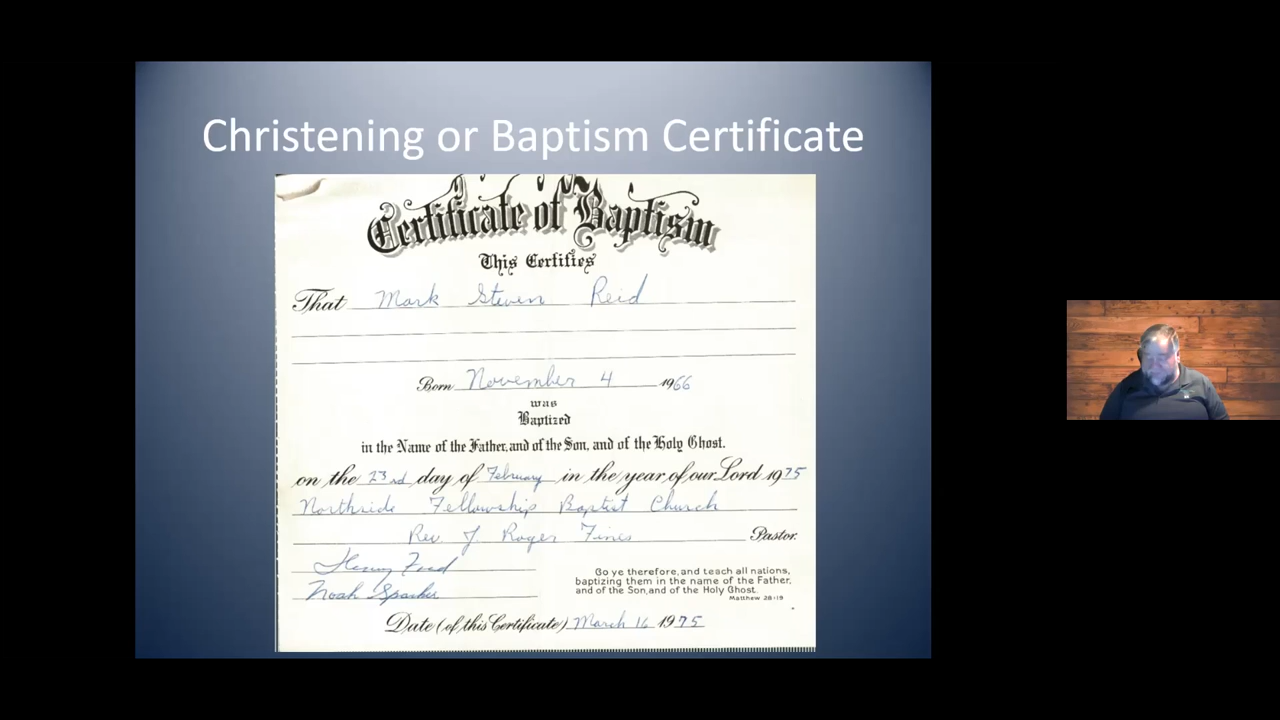 Christening or Baptism Certificate
Certificate of Baptism
This Certifies
That Mark Steven Reid
Born November 4 1966
was
Baptized
in the Name of the Father, and of the Son, and of the Holy Ghost.
on the 23rd day of February in the year of our Lord 1975
Northside Fellowship Baptist Church
Rev J. Roger Fines Pastor.
Henry
Noah
Go ye therefore, and teach all nations,
baptizing them in the name of the Father,
and of the Son, and of the Holy Ghost.
Matthew 28:19
Date (of this Certificate) March 16 1975